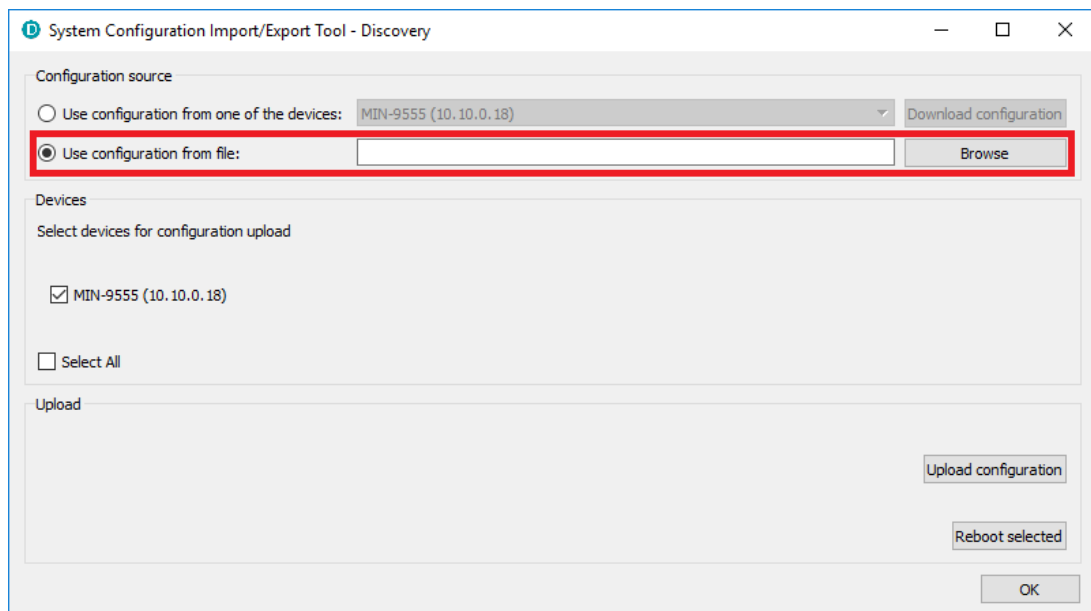 System Configuration Import/Export Tool - Discovery
Configuration source
Use configuration from one of the devices: MIN-9555 (10.10.0.18) Download configuration
Use configuration from file: Browse
Devices
Select devices for configuration upload
MIN-9555 (10.10.0.18)
Select All
Upload
Upload configuration
Reboot selected
OK